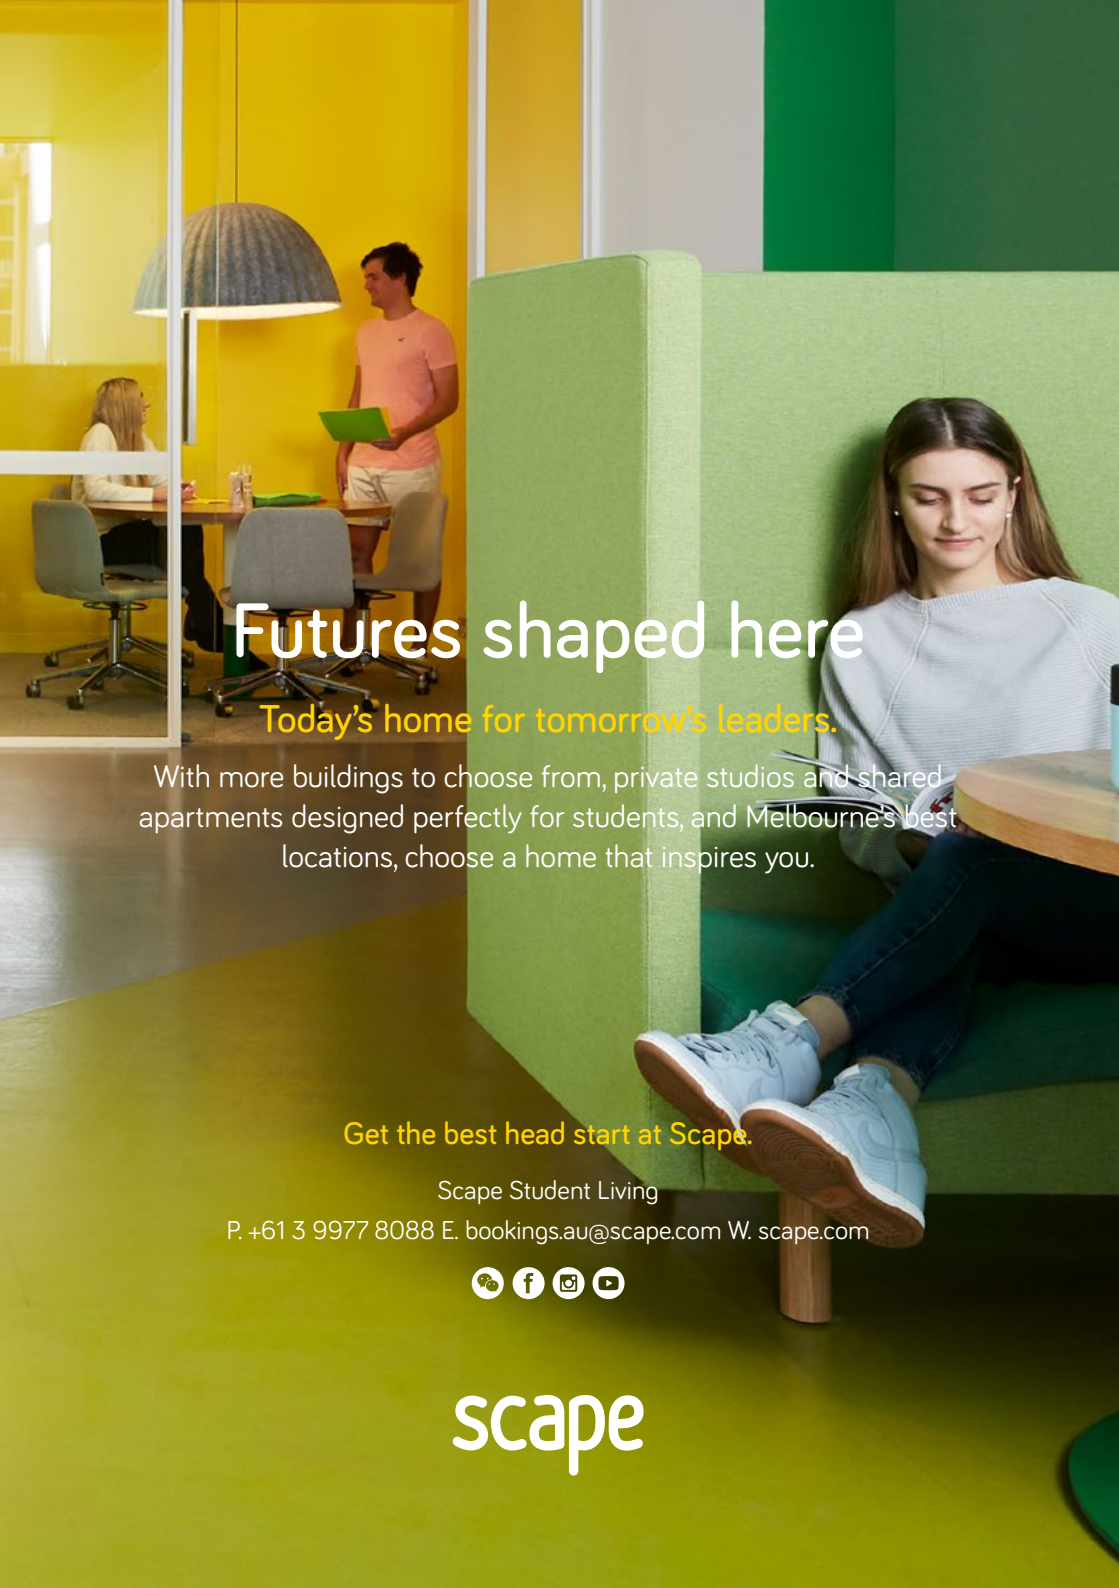 Futures shaped here
Today's home for tomorrow's leaders.
With more buildings to choose from, private studios and shared
apartments designed perfectly for students, and Melbourne's best
locations, choose a home that inspires you.
Get the best head start at Scape.
Scape Student Living
P. +61 3 9977 8088 E. bookings.au@scape.com W. scape.com
scape